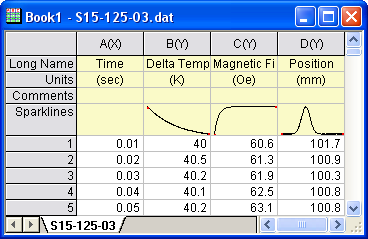 Book1 - S15-125-03.dat
A(X) B(Y) C(Y) D(Y)
Long Name Time Delta Temp Magnetic Fi Position
Units (sec) (K) (Oe) (mm)
Comments
Sparklines
1 0.01 40 60.6 101.7
2 0.02 40.5 61.3 100.9
3 0.03 40.2 61.9 100.3
4 0.04 40.1 62.5 100.8
5 0.05 40.2 63.1 100.8
S15-125-03